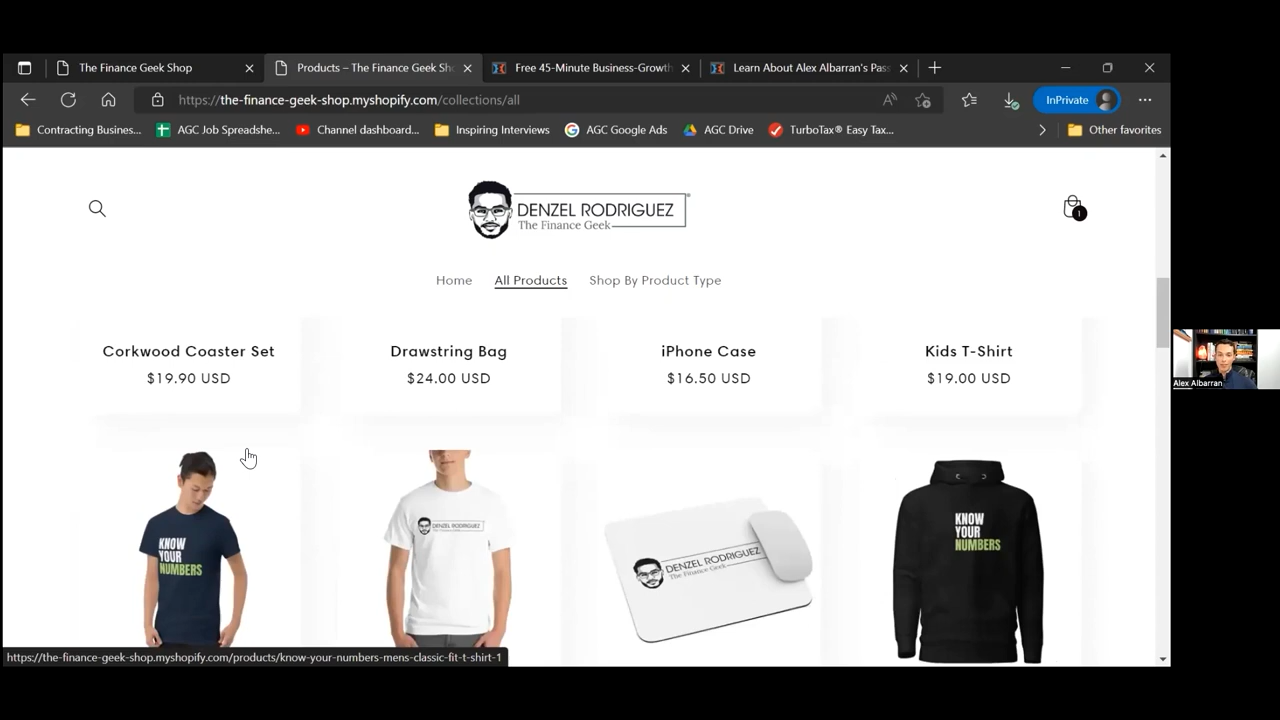 The Finance Geek Shop
Products – The Finance Geek Sh
Free 45-Minute Business-Growth
Learn About Alex Albarran's Pas
https://the-finance-geek-shop.myshopify.com/collections/all
InPrivate
Contracting Busines...
AGC Job Spreadshe...
Channel dashboard...
Inspiring Interviews
AGC Google Ads
AGC Drive
TurboTax® Easy Tax...
Other favorites
DENZEL RODRIGUEZ
The Finance Geek
1
Home
All Products
Shop By Product Type
Corkwood Coaster Set
Drawstring Bag
iPhone Case
Kids T-Shirt
$19.90 USD
$24.00 USD
$16.50 USD
$19.00 USD
Alex Albarran
KNOW
YOUR
NUMBERS
DENZEL RODRIGUEZ
DENZEL RODRIGUEZ
The Finance Geek
KNOW
YOUR
NUMBERS
https://the-finance-geek-shop.myshopify.com/products/know-your-numbers-mens-classic-fit-t-shirt-1